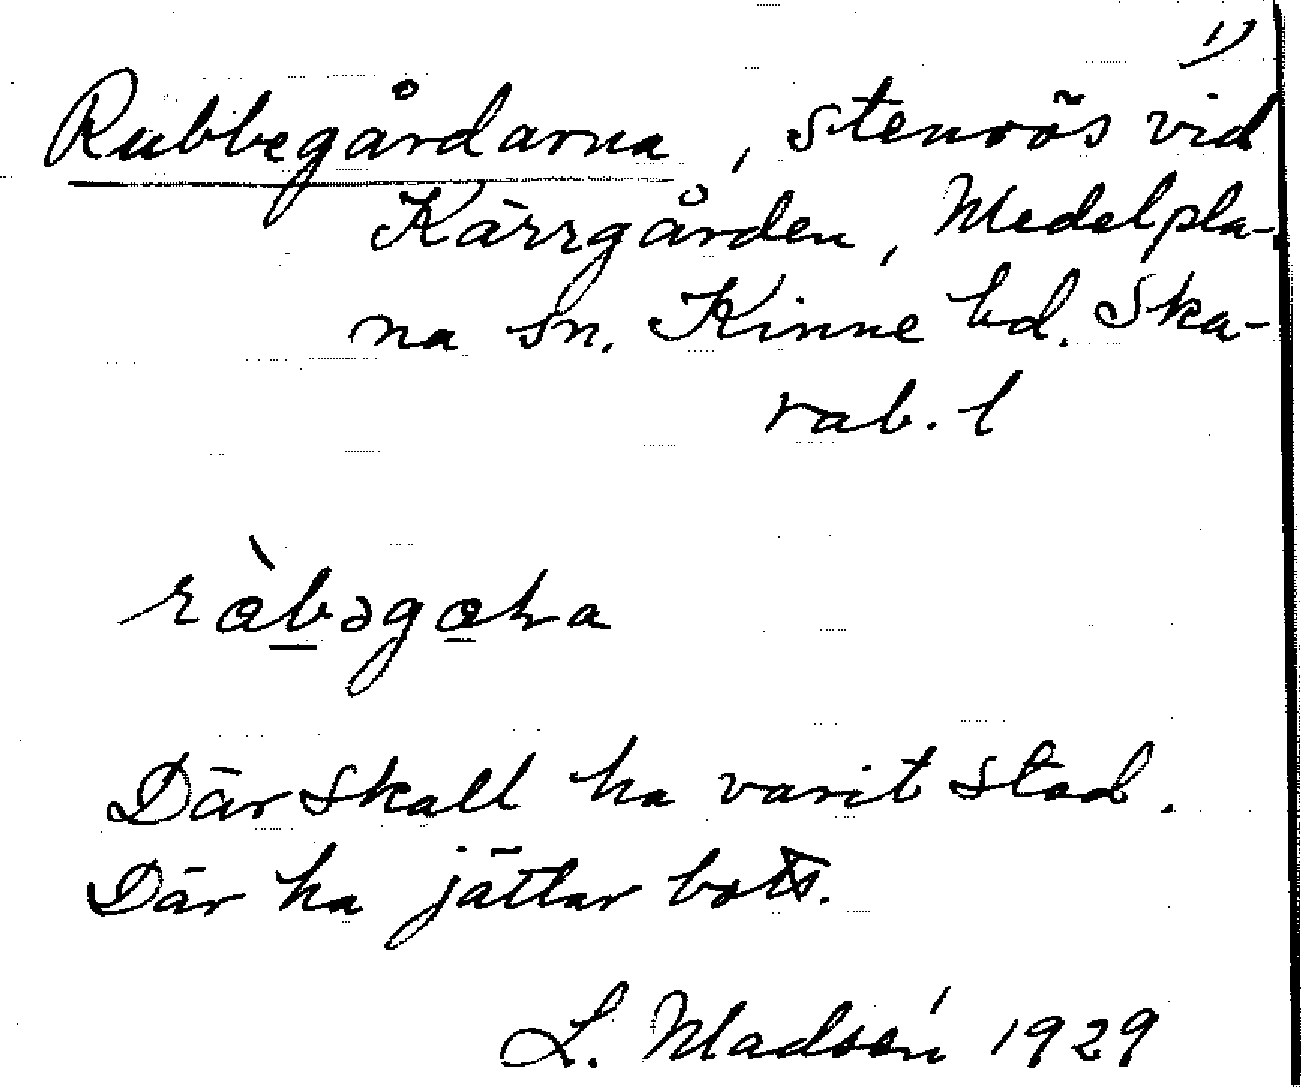 1)
Rubbegårdarna, stenrös vid
Kärrgården, Medelpla-
na sn. Kinne hd. Ska-
rab. l
Där skall ha varit stad.
Där ha jättar bott.
L. Madsén 1929